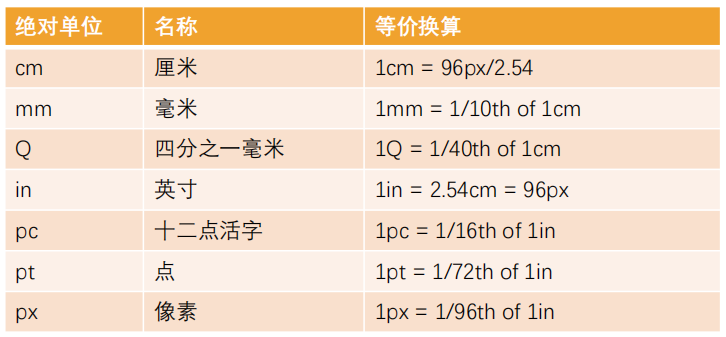 绝对单位 名称 等价换算
cm 厘米 1cm = 96px/2.54
mm 毫米 1mm = 1/10th of 1cm
Q 四分之一毫米 1Q = 1/40th of 1cm
in 英寸 1in = 2.54cm = 96px
pc 十二点活字 1pc = 1/16th of 1in
pt 点 1pt = 1/72th of 1in
px 像素 1px = 1/96th of 1in